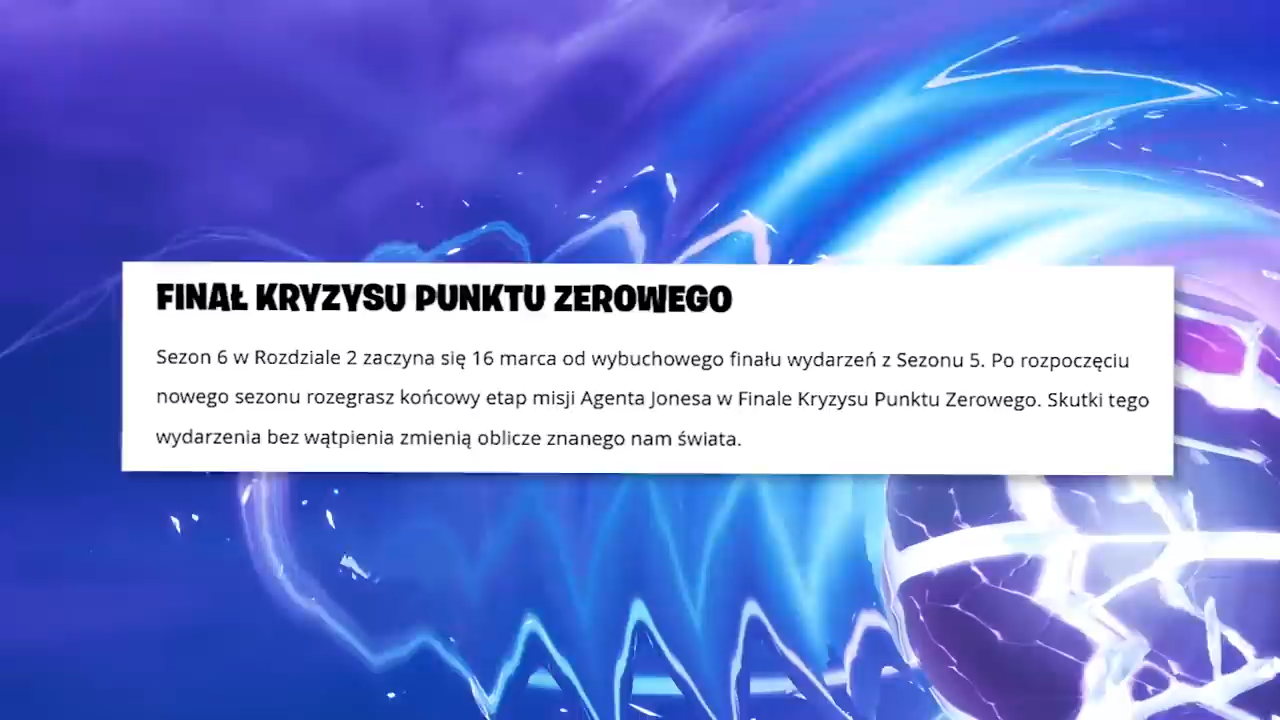 FINAŁ KRYZYSU PUNKTU ZEROWEGO
Sezon 6 w Rozdziale 2 zaczyna się 16 marca od wybuchowego finału wydarzeń z Sezonu 5. Po rozpoczęciu
nowego sezonu rozegrasz końcowy etap misji Agenta Jonesa w Finale Kryzysu Punktu Zerowego. Skutki tego
wydarzenia bez wątpienia zmienią oblicze znanego nam świata.